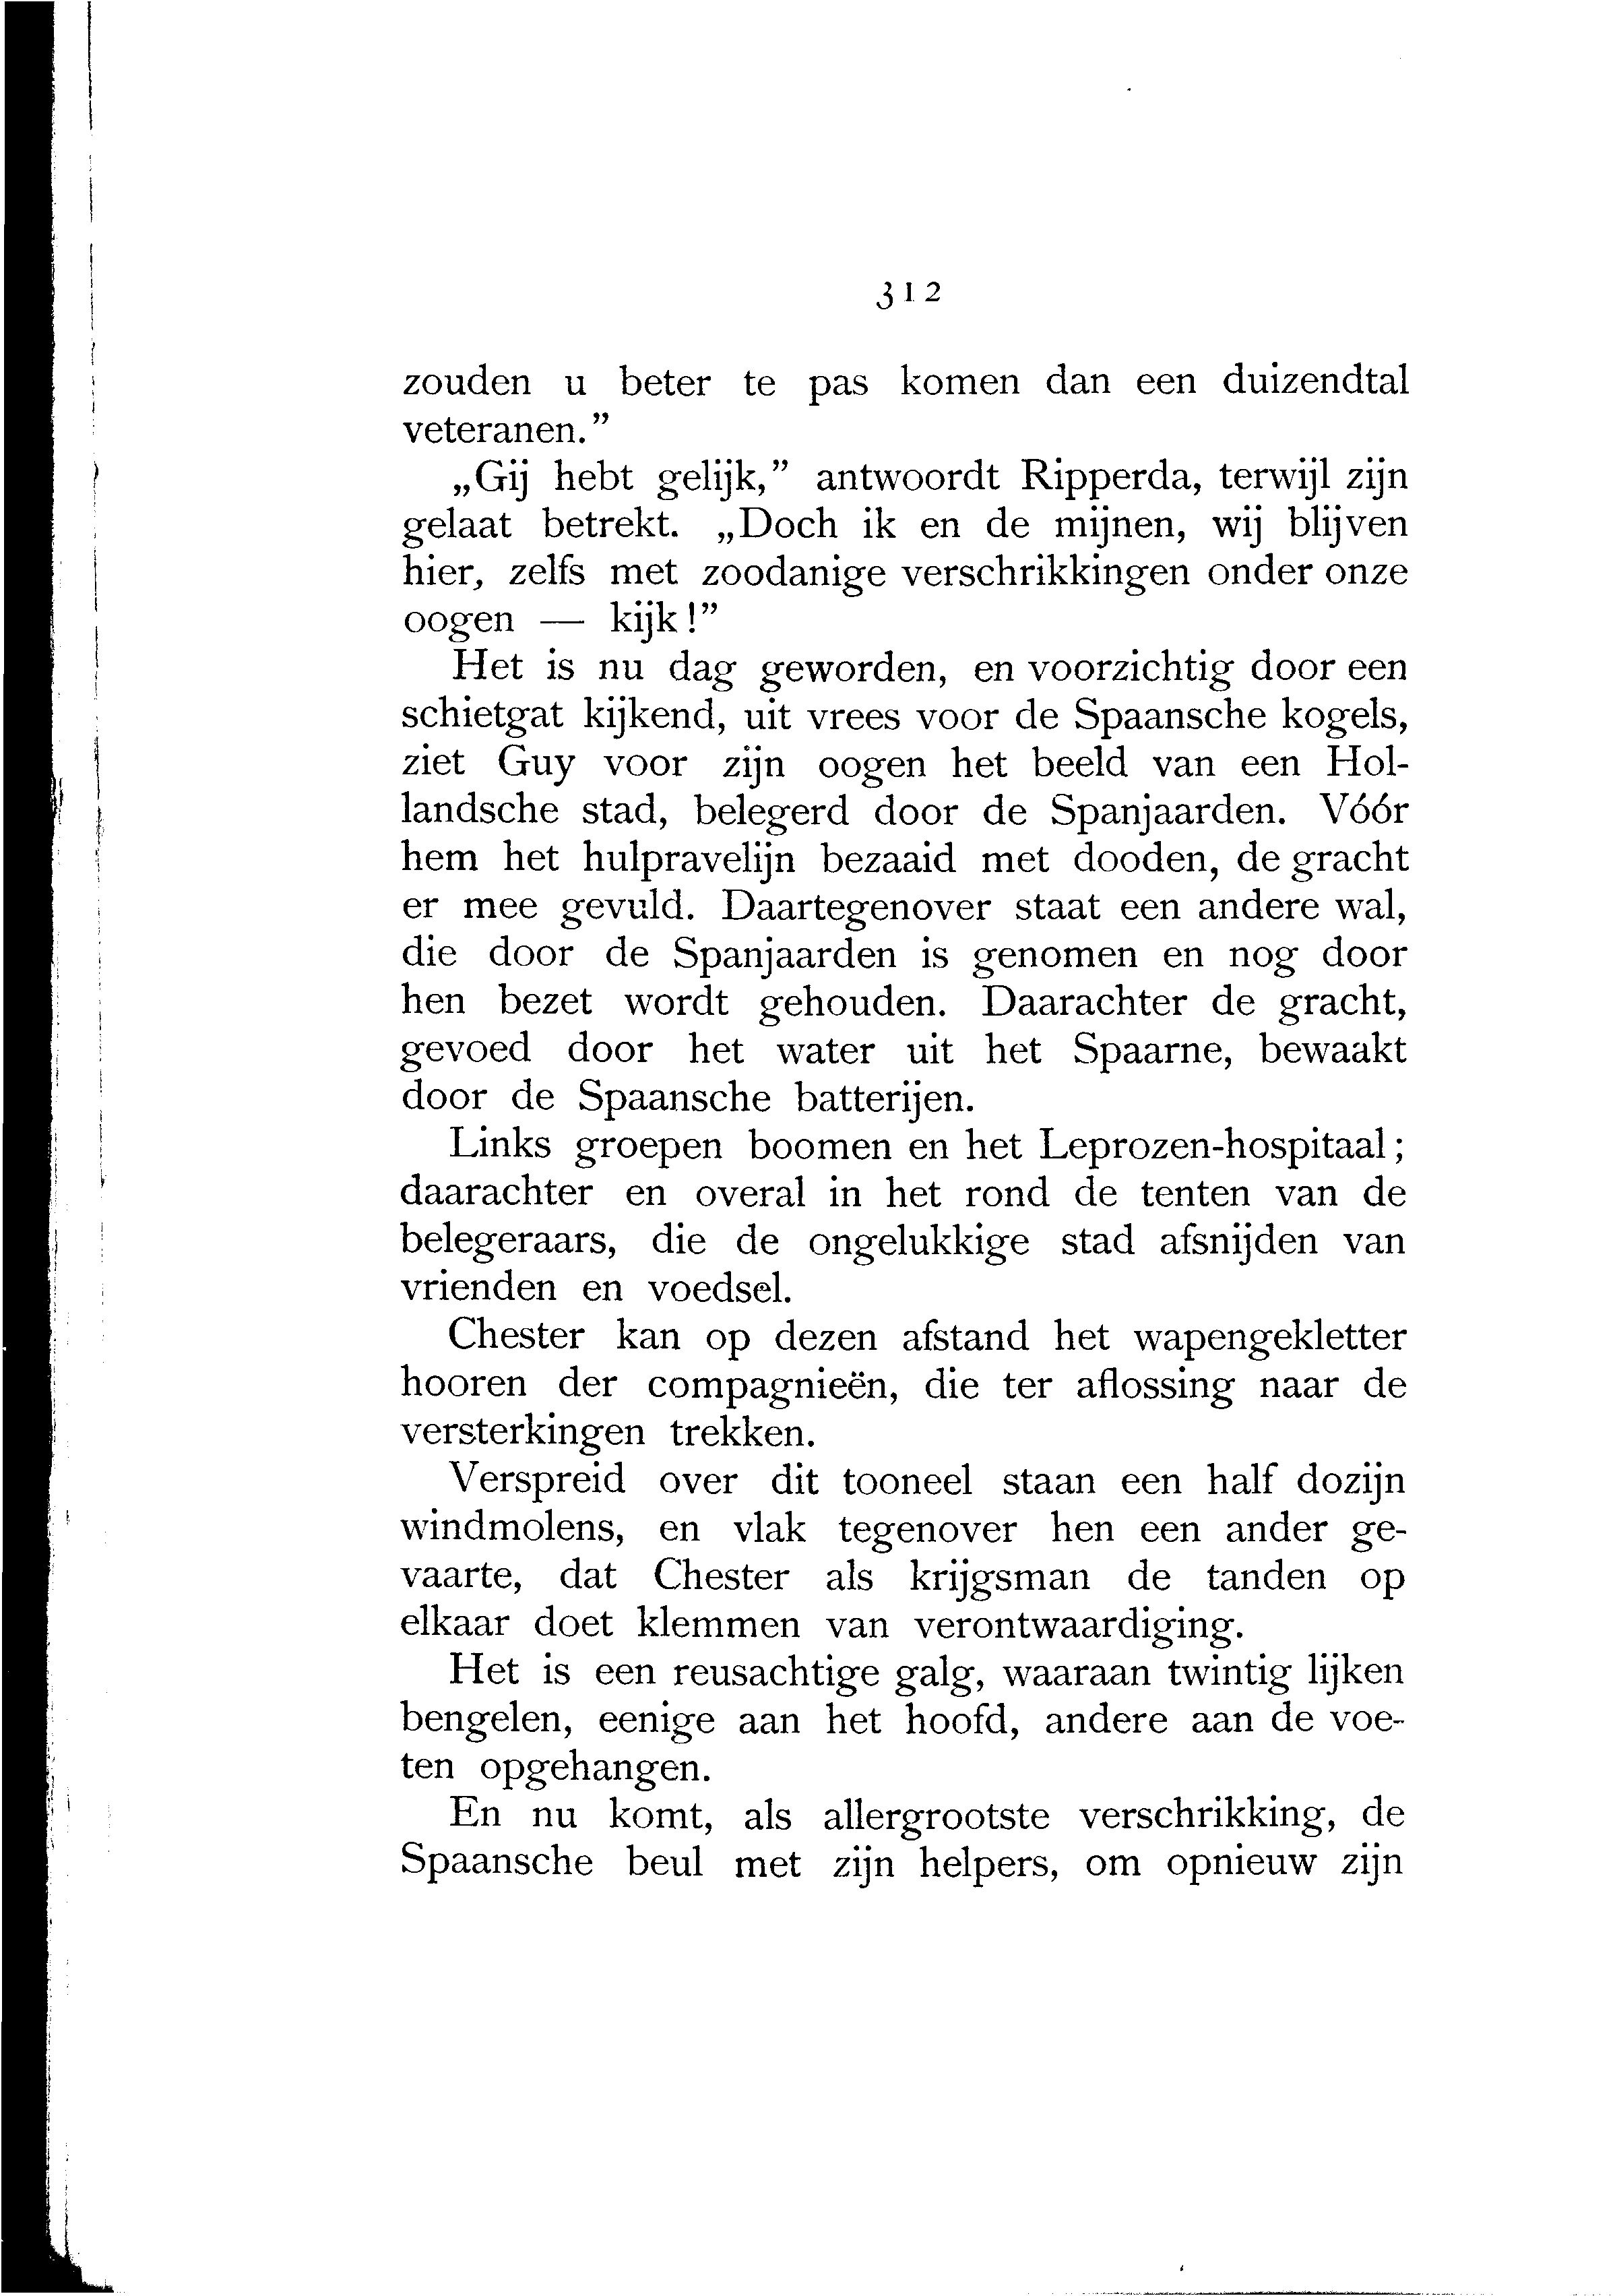 312
zouden u beter te pas komen dan een duizendtal
veteranen.”
„Gij hebt gelijk,” antwoordt Ripperda, terwijl zijn
gelaat betrekt. „Doch ik en de mijnen, wij blijven
hier, zelfs met zoodanige verschrikkingen onder onze
oogen — kijk!”
Het is nu dag geworden, en voorzichtig door een
schietgat kijkend, uit vrees voor de Spaansche kogels,
ziet Guy voor zijn oogen het beeld van een Hol-
landsche stad, belegerd door de Spanjaarden. Vóór
hem het hulpravelijn bezaaid met dooden, de gracht
er mee gevuld. Daartegenover staat een andere wal,
die door de Spanjaarden is genomen en nog door
hen bezet wordt gehouden. Daarachter de gracht,
gevoed door het water uit het Spaarne, bewaakt
door de Spaansche batterijen.
Links groepen boomen en het Leprozen-hospitaal;
daarachter en overal in het rond de tenten van de
belegeraars, die de ongelukkige stad afsnijden van
vrienden en voedsel.
Chester kan op dezen afstand het wapengekletter
hooren der compagnieën, die ter aflossing naar de
versterkingen trekken.
Verspreid over dit tooneel staan een half dozijn
windmolens, en vlak tegenover hen een ander ge-
vaarte, dat Chester als krijgsman de tanden op
elkaar doet klemmen van verontwaardiging.
Het is een reusachtige galg, waaraan twintig lijken
bengelen, eenige aan het hoofd, andere aan de voe-
ten opgehangen.
En nu komt, als allergrootste verschrikking, de
Spaansche beul met zijn helpers, om opnieuw zijn